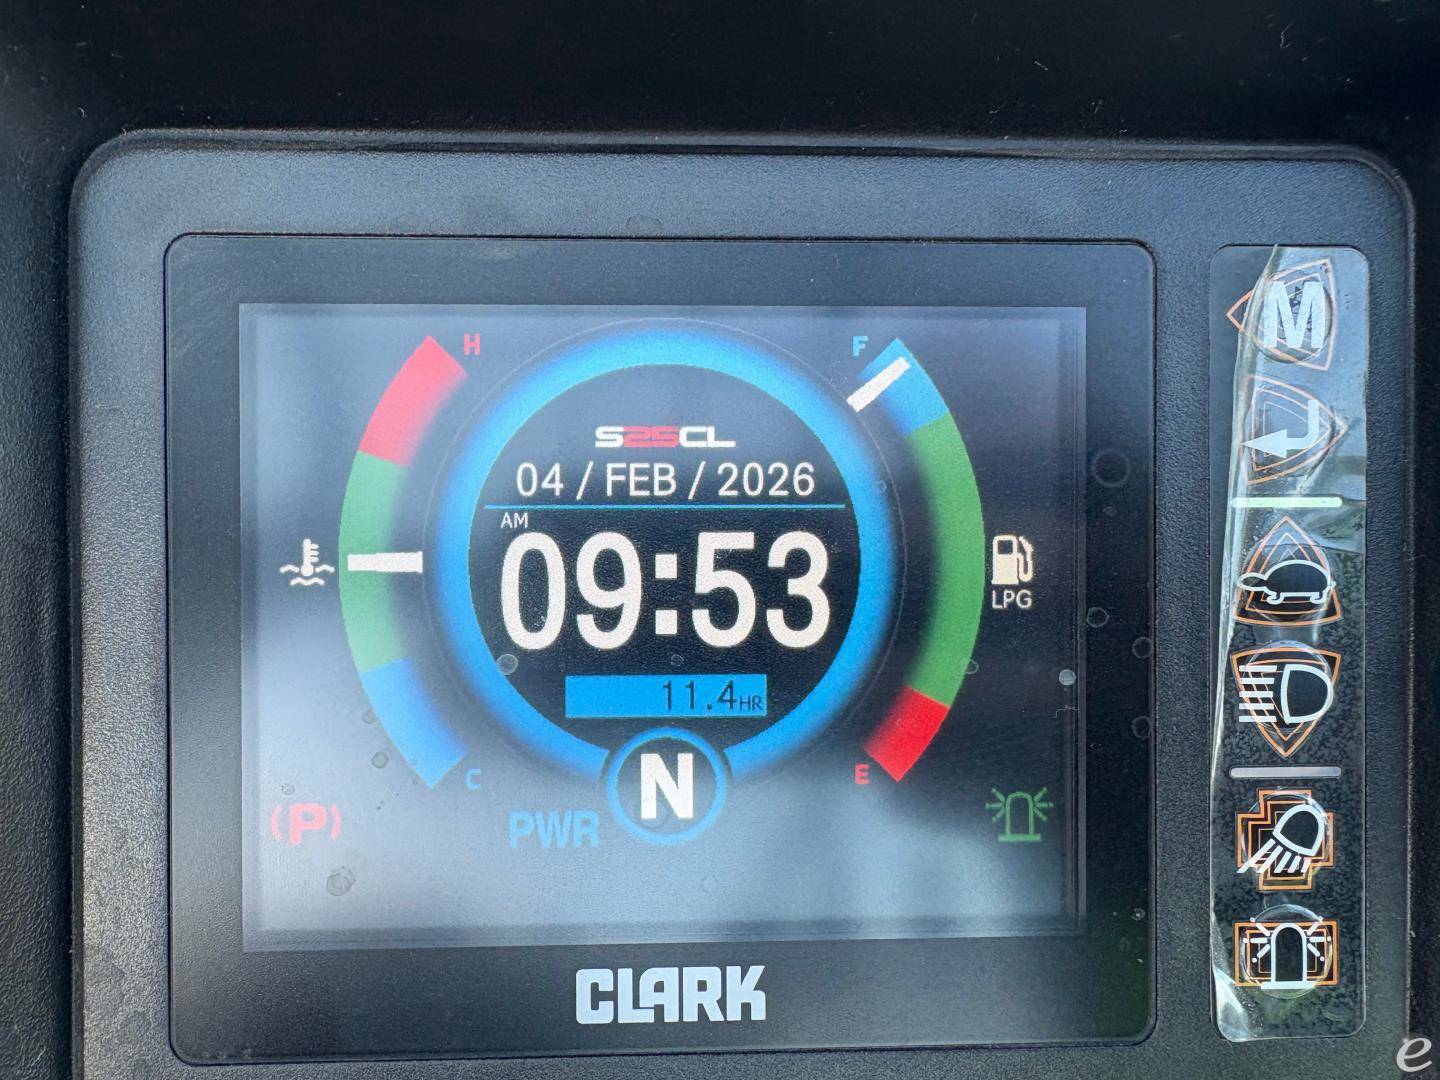 H
F
S25CL
04 / FEB / 2026
AM
09:53
LPG
11.4HR
C
E
N
(P)
PWR
CLARK
M
e